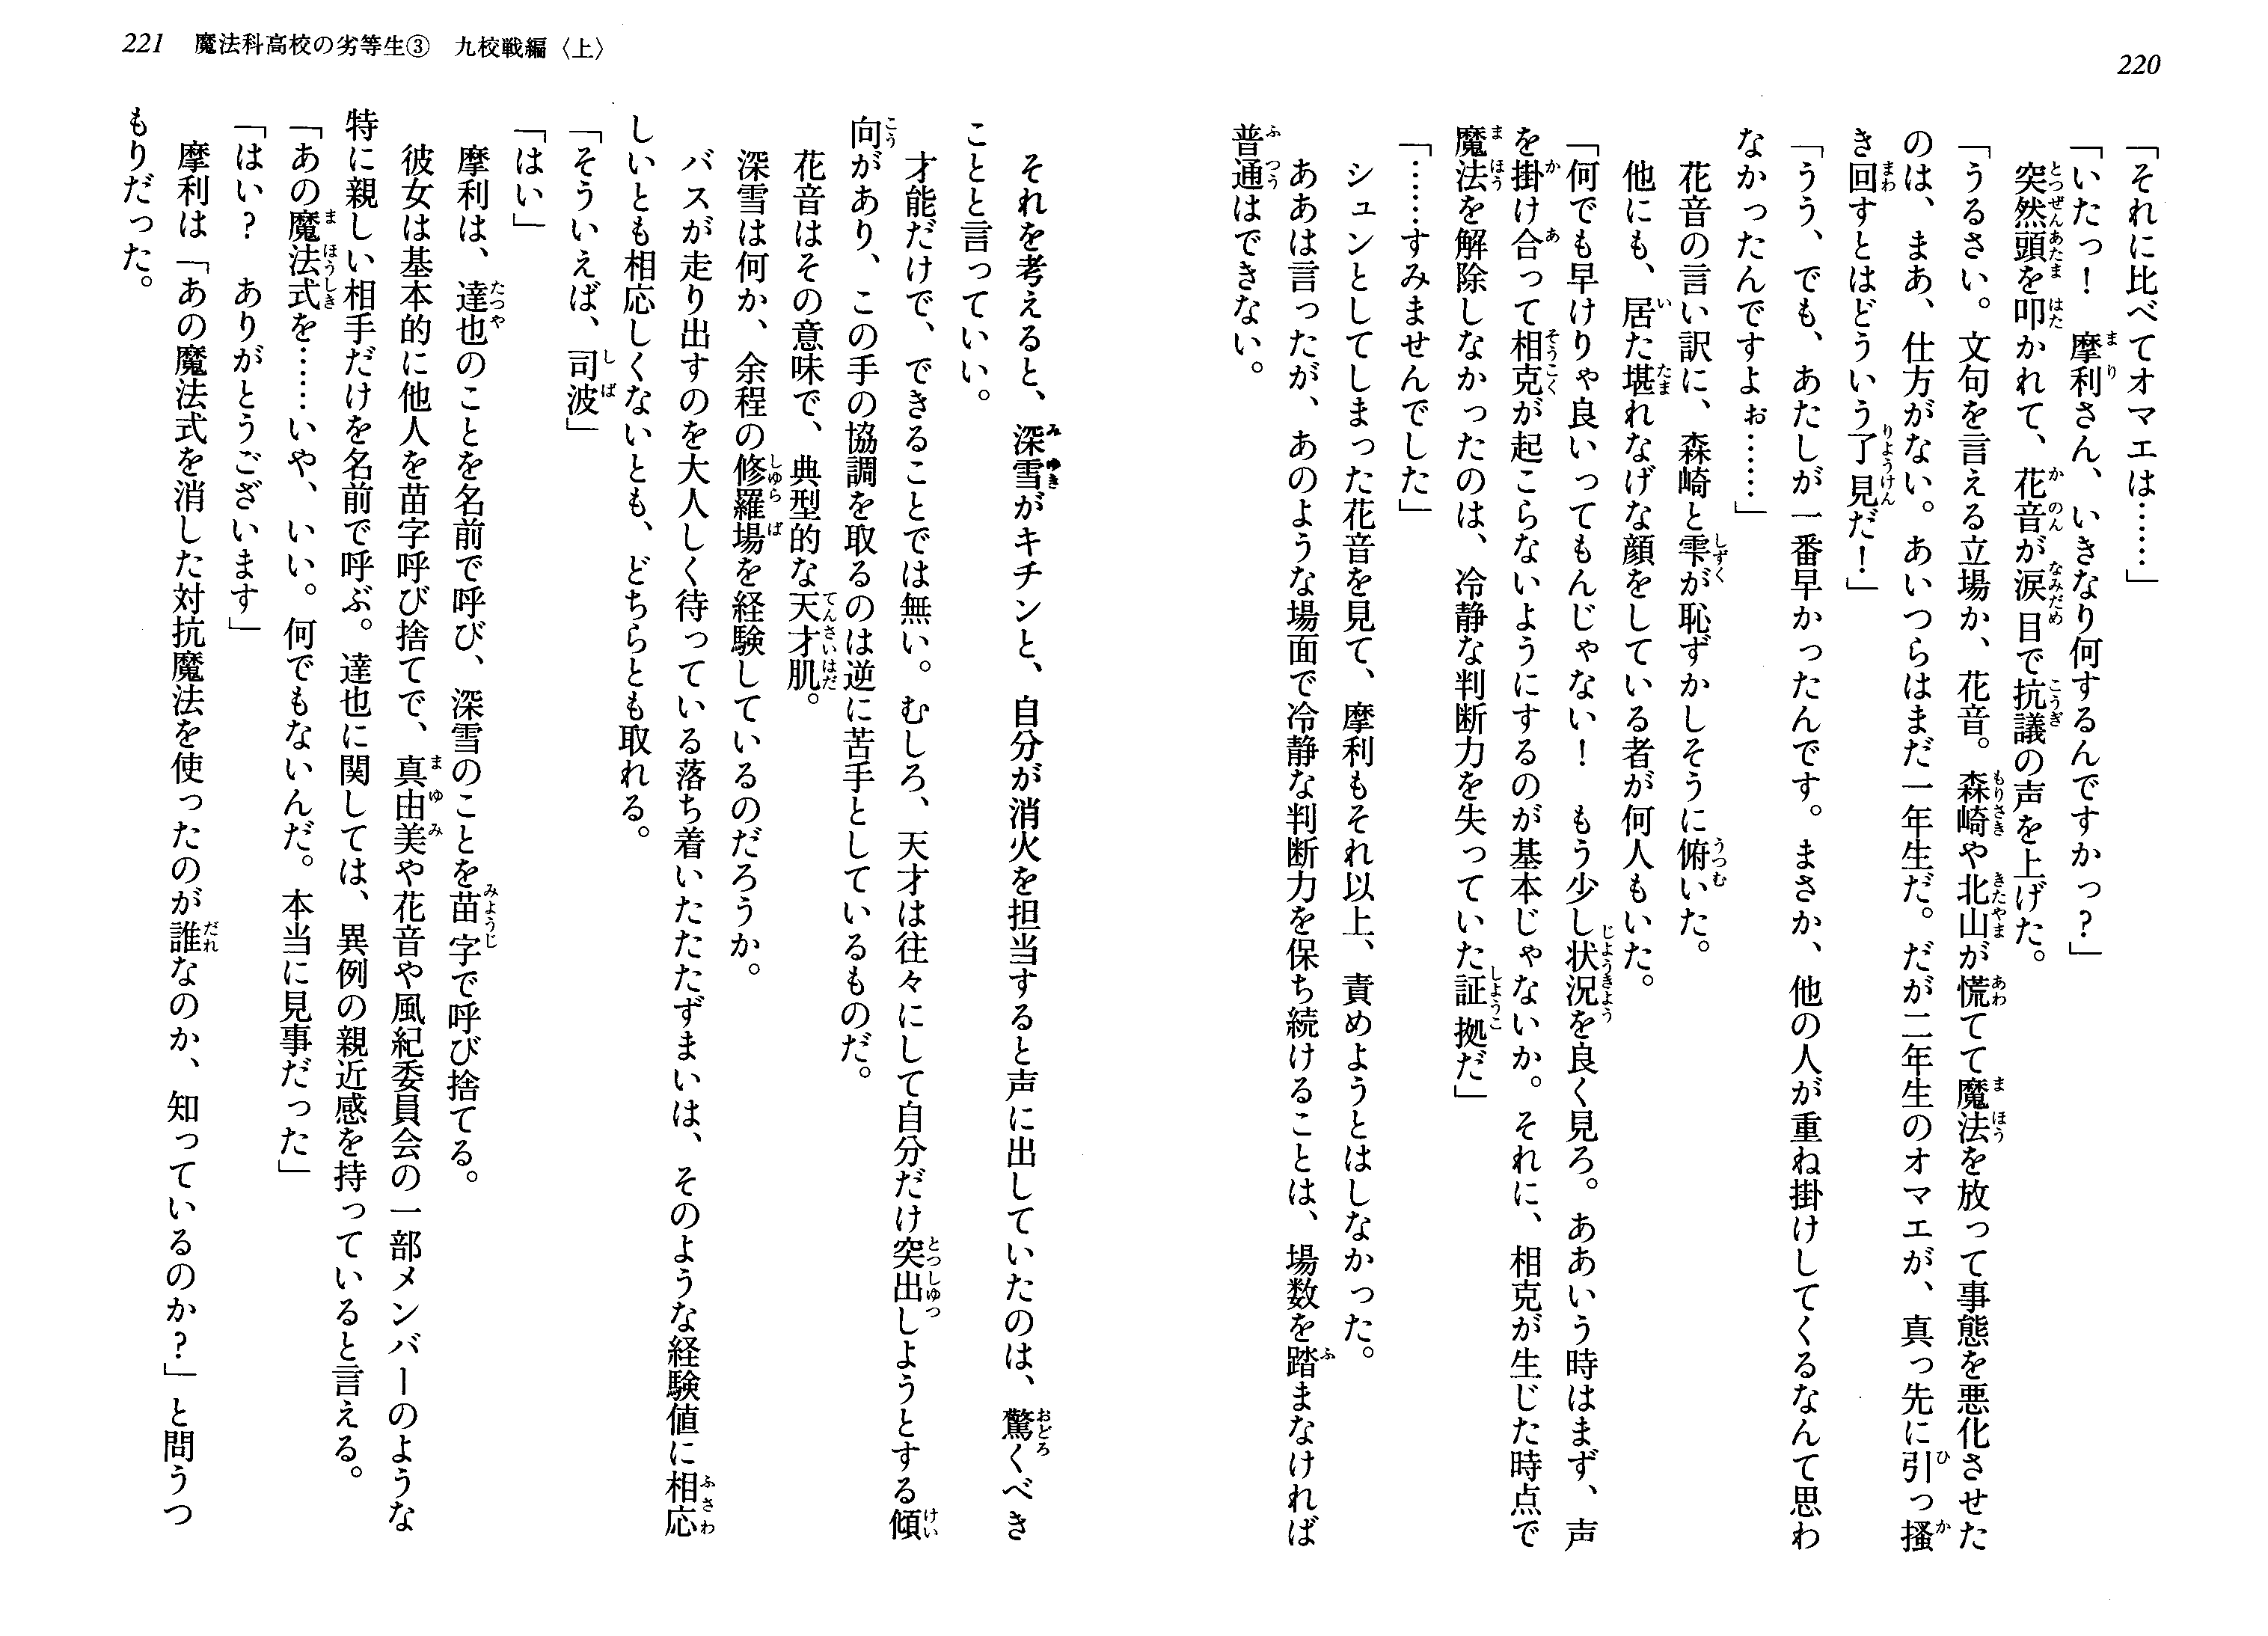 220
「それに比べてオマエは……」
「いたっ！　摩利さん、いきなり何するんですかっ？」
突然頭を叩かれて、花音が涙目で抗議の声を上げた。
「うるさい。文句を言える立場か、花音。森崎や北山が慌てて魔法を放って事態を悪化させた
のは、まあ、仕方がない。あいつらはまだ一年生だ。だが二年生のオマエが、真っ先に引っ掻
き回すとはどういう了見だ！」
「うう、でも、あたしが一番早かったんです。まさか、他の人が重ね掛けしてくるなんて思わ
なかったんですよぉ……」
花音の言い訳に、森崎と雫が恥ずかしそうに俯いた。
他にも、居た堪れなげな顔をしている者が何人もいた。
「何でも早けりゃ良いってもんじゃない！　もう少し状況を良く見ろ。ああいう時はまず、声
を掛け合って相克が起こらないようにするのが基本じゃないか。それに、相克が生じた時点で
魔法を解除しなかったのは、冷静な判断力を失っていた証拠だ」
「……すみませんでした」
シュンとしてしまった花音を見て、摩利もそれ以上、責めようとはしなかった。
ああは言ったが、あのような場面で冷静な判断力を保ち続けることは、場数を踏まなければ
普通はできない。
221　魔法科高校の劣等生③　九校戦編〈上〉
それを考えると、深雪がキチンと、自分が消火を担当すると声に出していたのは、驚くべき
ことと言っていい。
才能だけで、できることでは無い。むしろ、天才は往々にして自分だけ突出しようとする傾
向があり、この手の協調を取るのは逆に苦手としているものだ。
花音はその意味で、典型的な天才肌。
深雪は何か、余程の修羅場を経験しているのだろうか。
バスが走り出すのを大人しく待っている落ち着いたたたずまいは、そのような経験値に相応
しいとも相応しくないとも、どちらとも取れる。
「そういえば、司波」
「はい」
摩利は、達也のことを名前で呼び、深雪のことを苗字で呼び捨てる。
彼女は基本的に他人を苗字呼び捨てで、真由美や花音や風紀委員会の一部メンバーのような
特に親しい相手だけを名前で呼ぶ。達也に関しては、異例の親近感を持っていると言える。
「あの魔法式を……いや、いい。何でもないんだ。本当に見事だった」
「はい？　ありがとうございます」
摩利は「あの魔法式を消した対抗魔法を使ったのが誰なのか、知っているのか？」と問うつ
もりだった。